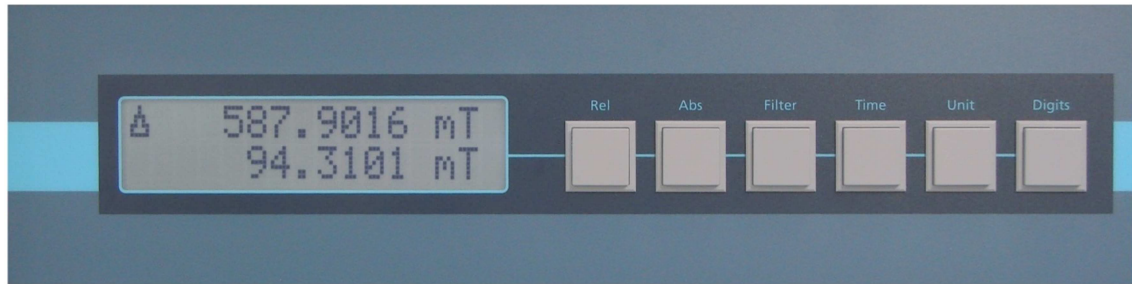 Δ 587.9016 mT
94.3101 mT
Rel Abs Filter Time Unit Digits